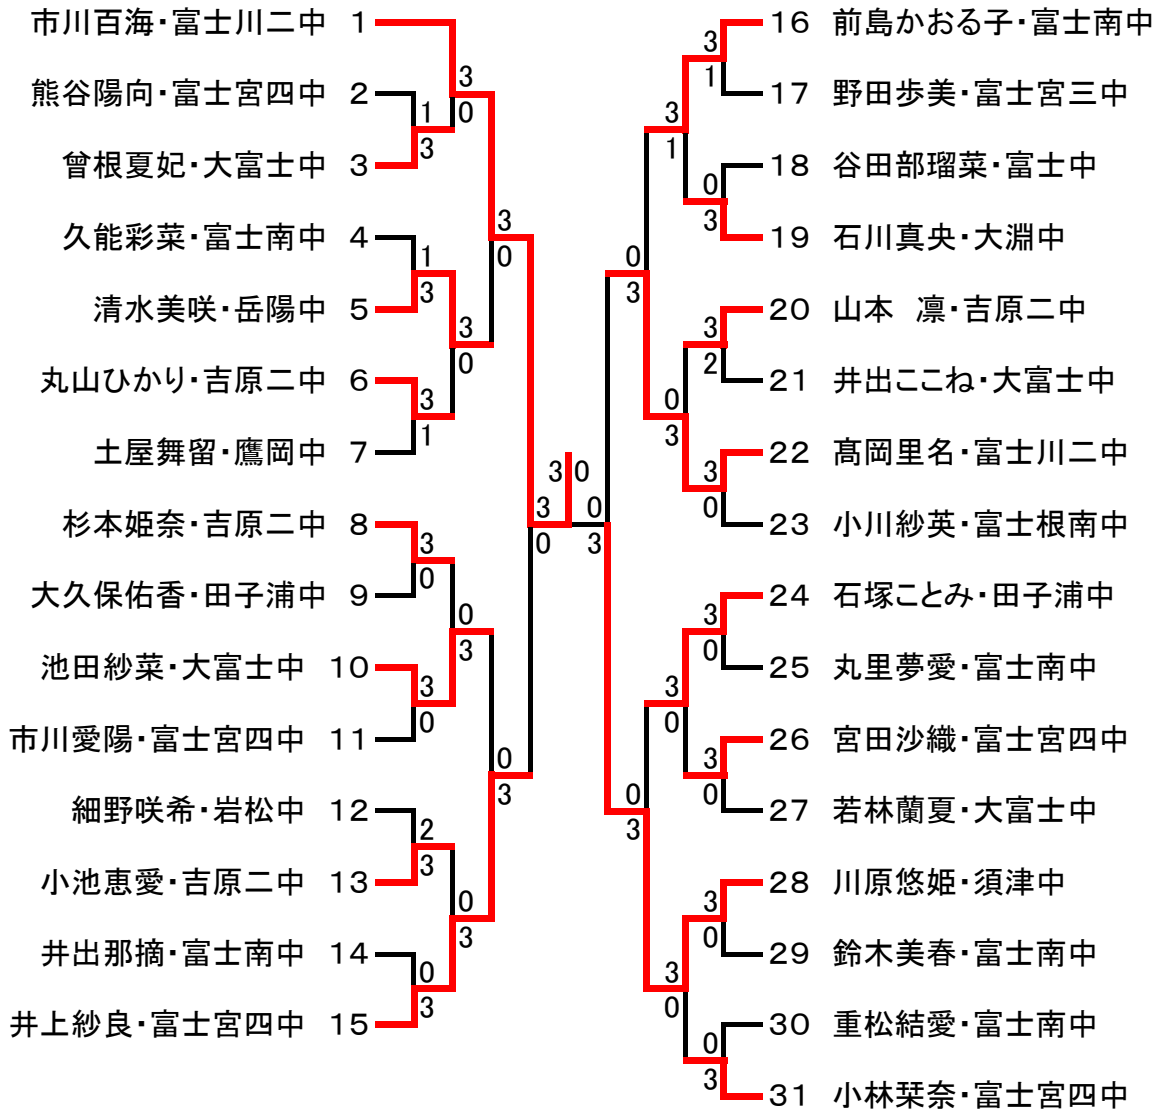 市川百海・富士川二中 1
熊谷陽向・富士宮四中 2
曾根夏妃・大富士中 3
久能彩菜・富士南中 4
清水美咲・岳陽中 5
丸山ひかり・吉原二中 6
土屋舞留・鷹岡中 7
杉本姫奈・吉原二中 8
大久保佑香・田子浦中 9
池田紗菜・大富士中 10
市川愛陽・富士宮四中 11
細野咲希・岩松中 12
小池恵愛・吉原二中 13
井出那摘・富士南中 14
井上紗良・富士宮四中 15
1
3
1
3
3
1
3
0
3
0
2
3
0
3
3
0
3
0
0
3
0
3
3
0
0
3
3
0
3 0
0
3
0
3
0
3
3
1
0
3
3
0
3
0
3
1
0
3
3
2
3
0
3
0
3
0
3
0
0
3
16 前島かおる子・富士南中
17 野田歩美・富士宮三中
18 谷田部瑠菜・富士中
19 石川真央・大淵中
20 山本 凛・吉原二中
21 井出ここね・大富士中
22 髙岡里名・富士川二中
23 小川紗英・富士根南中
24 石塚ことみ・田子浦中
25 丸里夢愛・富士南中
26 宮田沙織・富士宮四中
27 若林蘭夏・大富士中
28 川原悠姫・須津中
29 鈴木美春・富士南中
30 重松結愛・富士南中
31 小林栞奈・富士宮四中